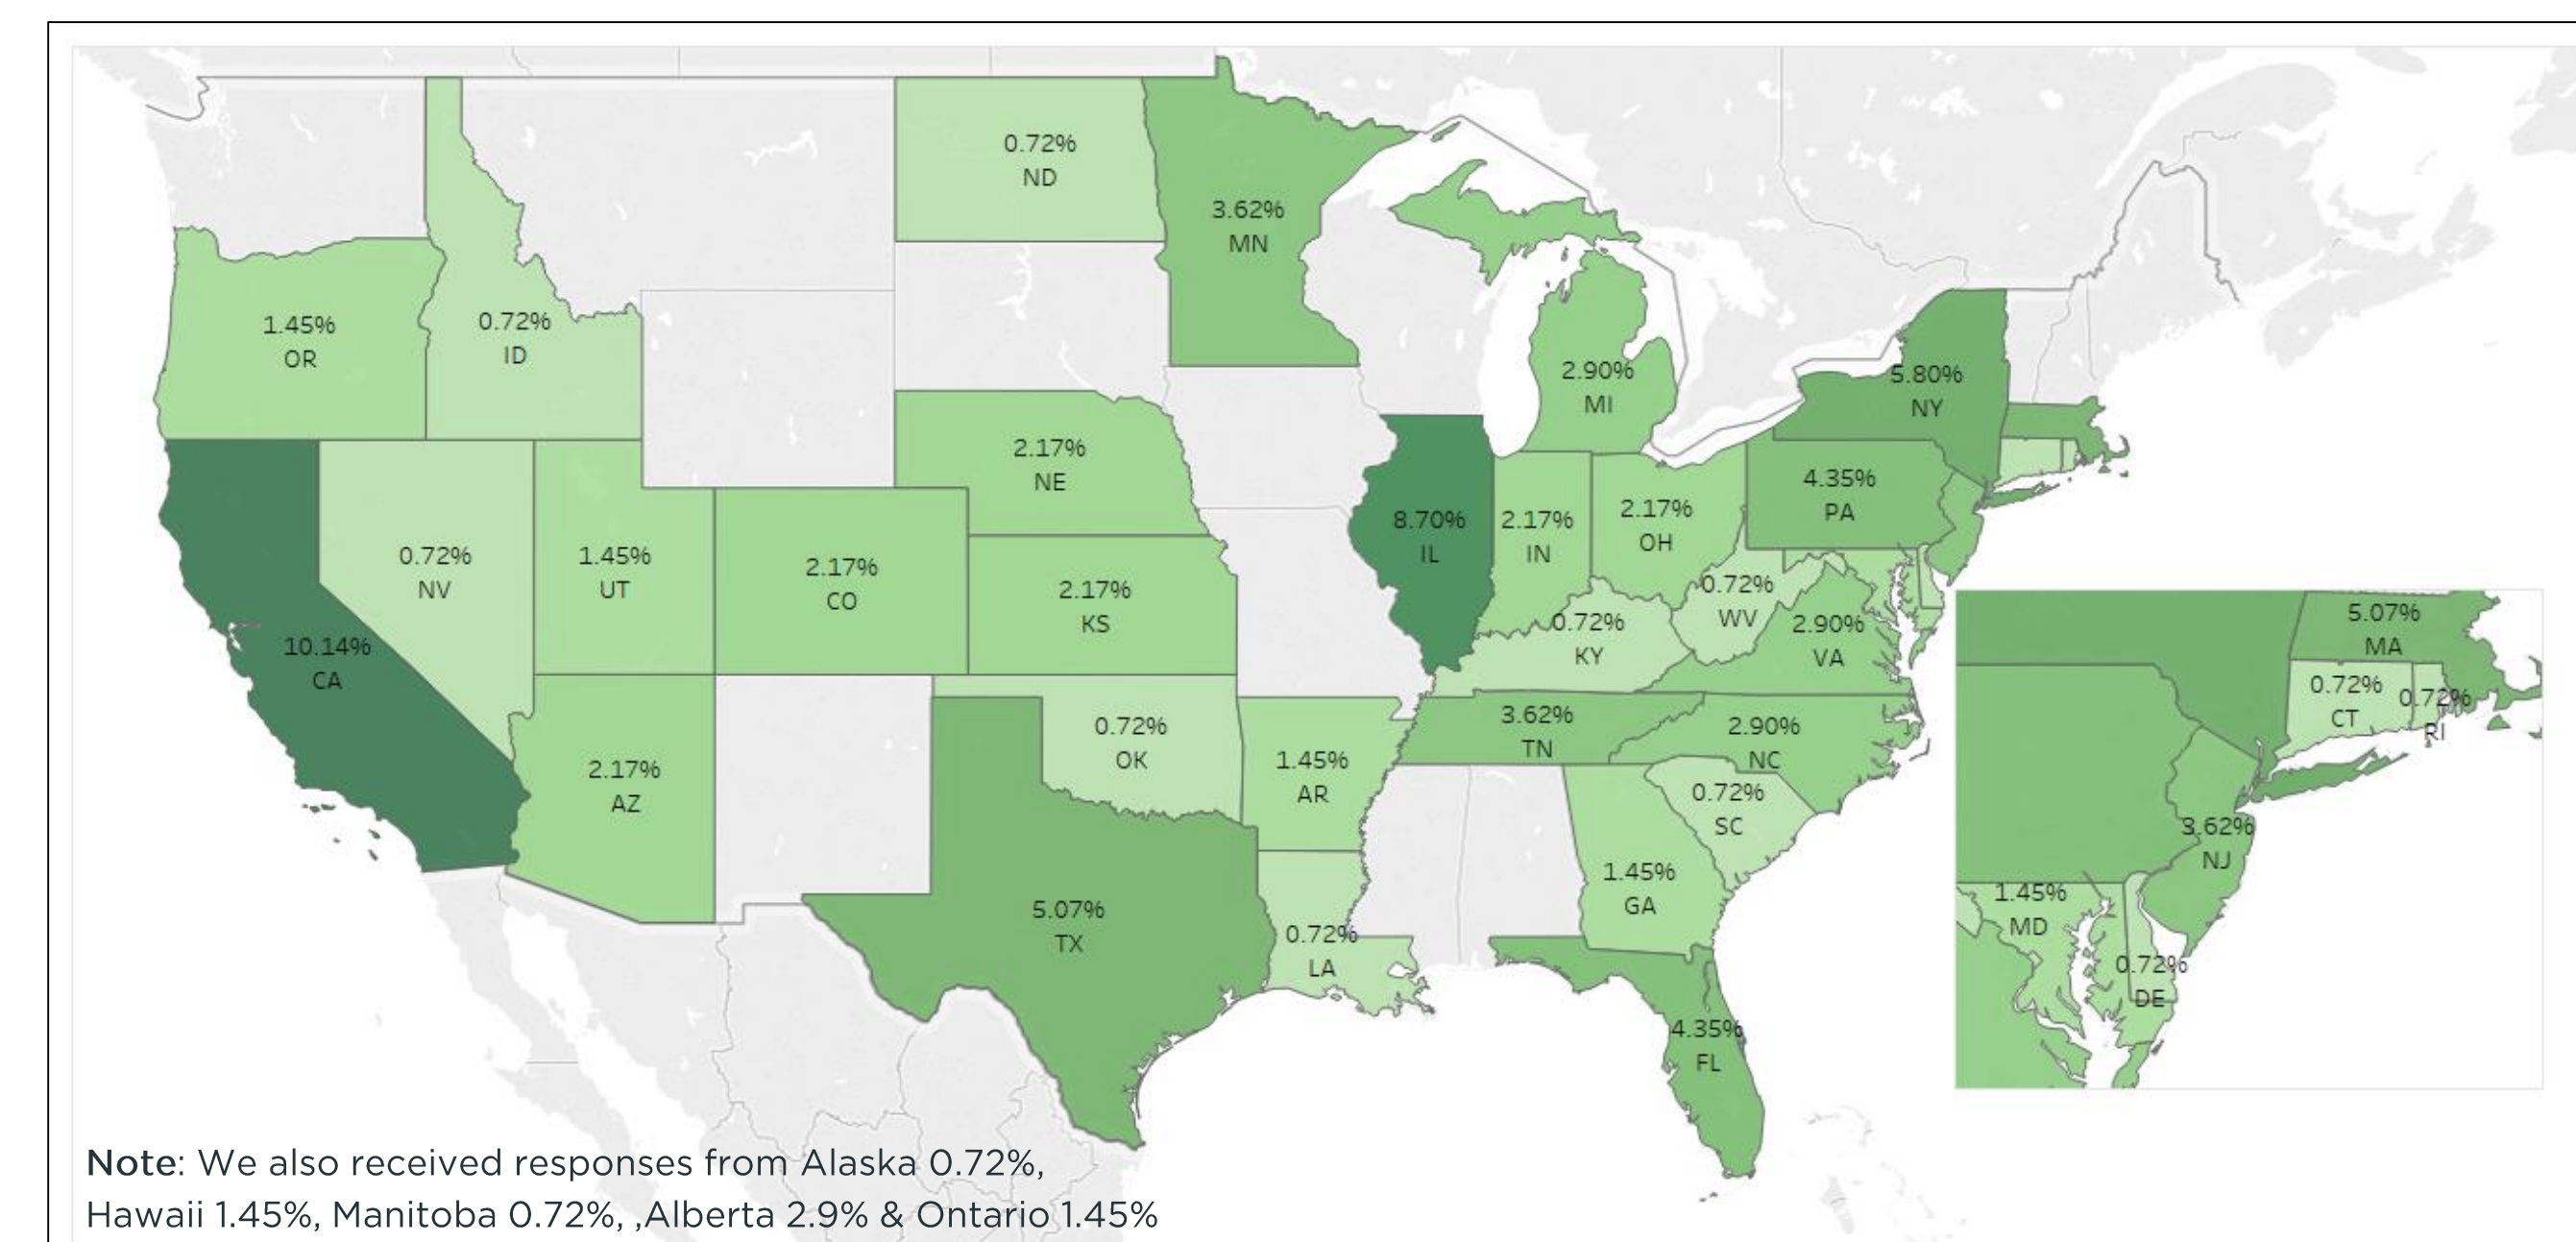 0.72%
ND
3.62%
MN
1.45%
OR
0.72%
ID
2.90%
MI
5.80%
NY
2.17%
NE
4.35%
PA
8.70%
IL
2.17%
IN
2.17%
OH
0.72%
NV
1.45%
UT
2.17%
CO
2.17%
KS
0.72%
WV
0.72%
KY
2.90%
VA
10.14%
CA
5.07%
MA
0.72%
CT
0.72%
RI
2.17%
AZ
0.72%
OK
1.45%
AR
3.62%
TN
2.90%
NC
0.72%
SC
3.62%
NJ
1.45%
GA
1.45%
MD
5.07%
TX
0.72%
LA
0.72%
DE
4.35%
FL
Note: We also received responses from Alaska 0.72%,
Hawaii 1.45%, Manitoba 0.72%, ,Alberta 2.9% & Ontario 1.45%